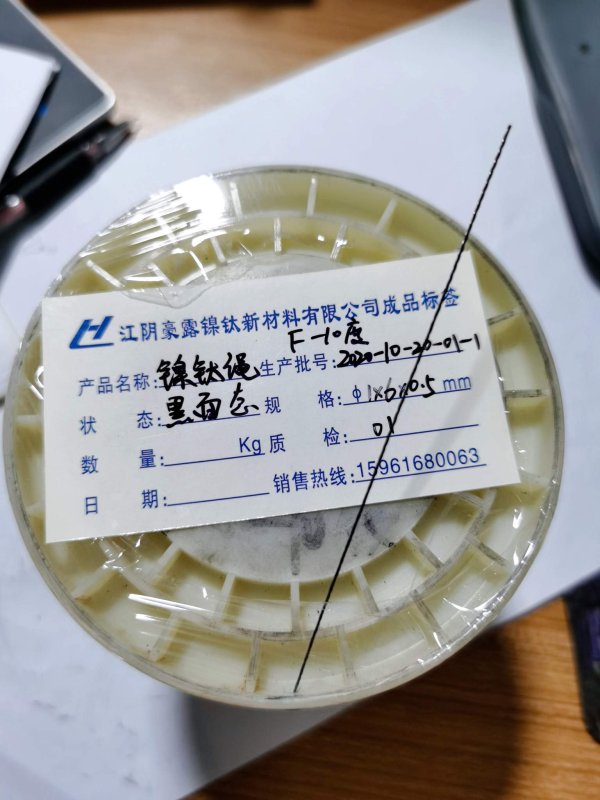 江阴豪露镍钛新材料有限公司成品标签
F-10度
产品名称:镍钛绳 生产批号:2020-10-20-01-1
状 态:黑面态 规 格:φ1×6×0.5 mm
数 量: Kg 质 检:01
日 期: 销售热线:15961680063